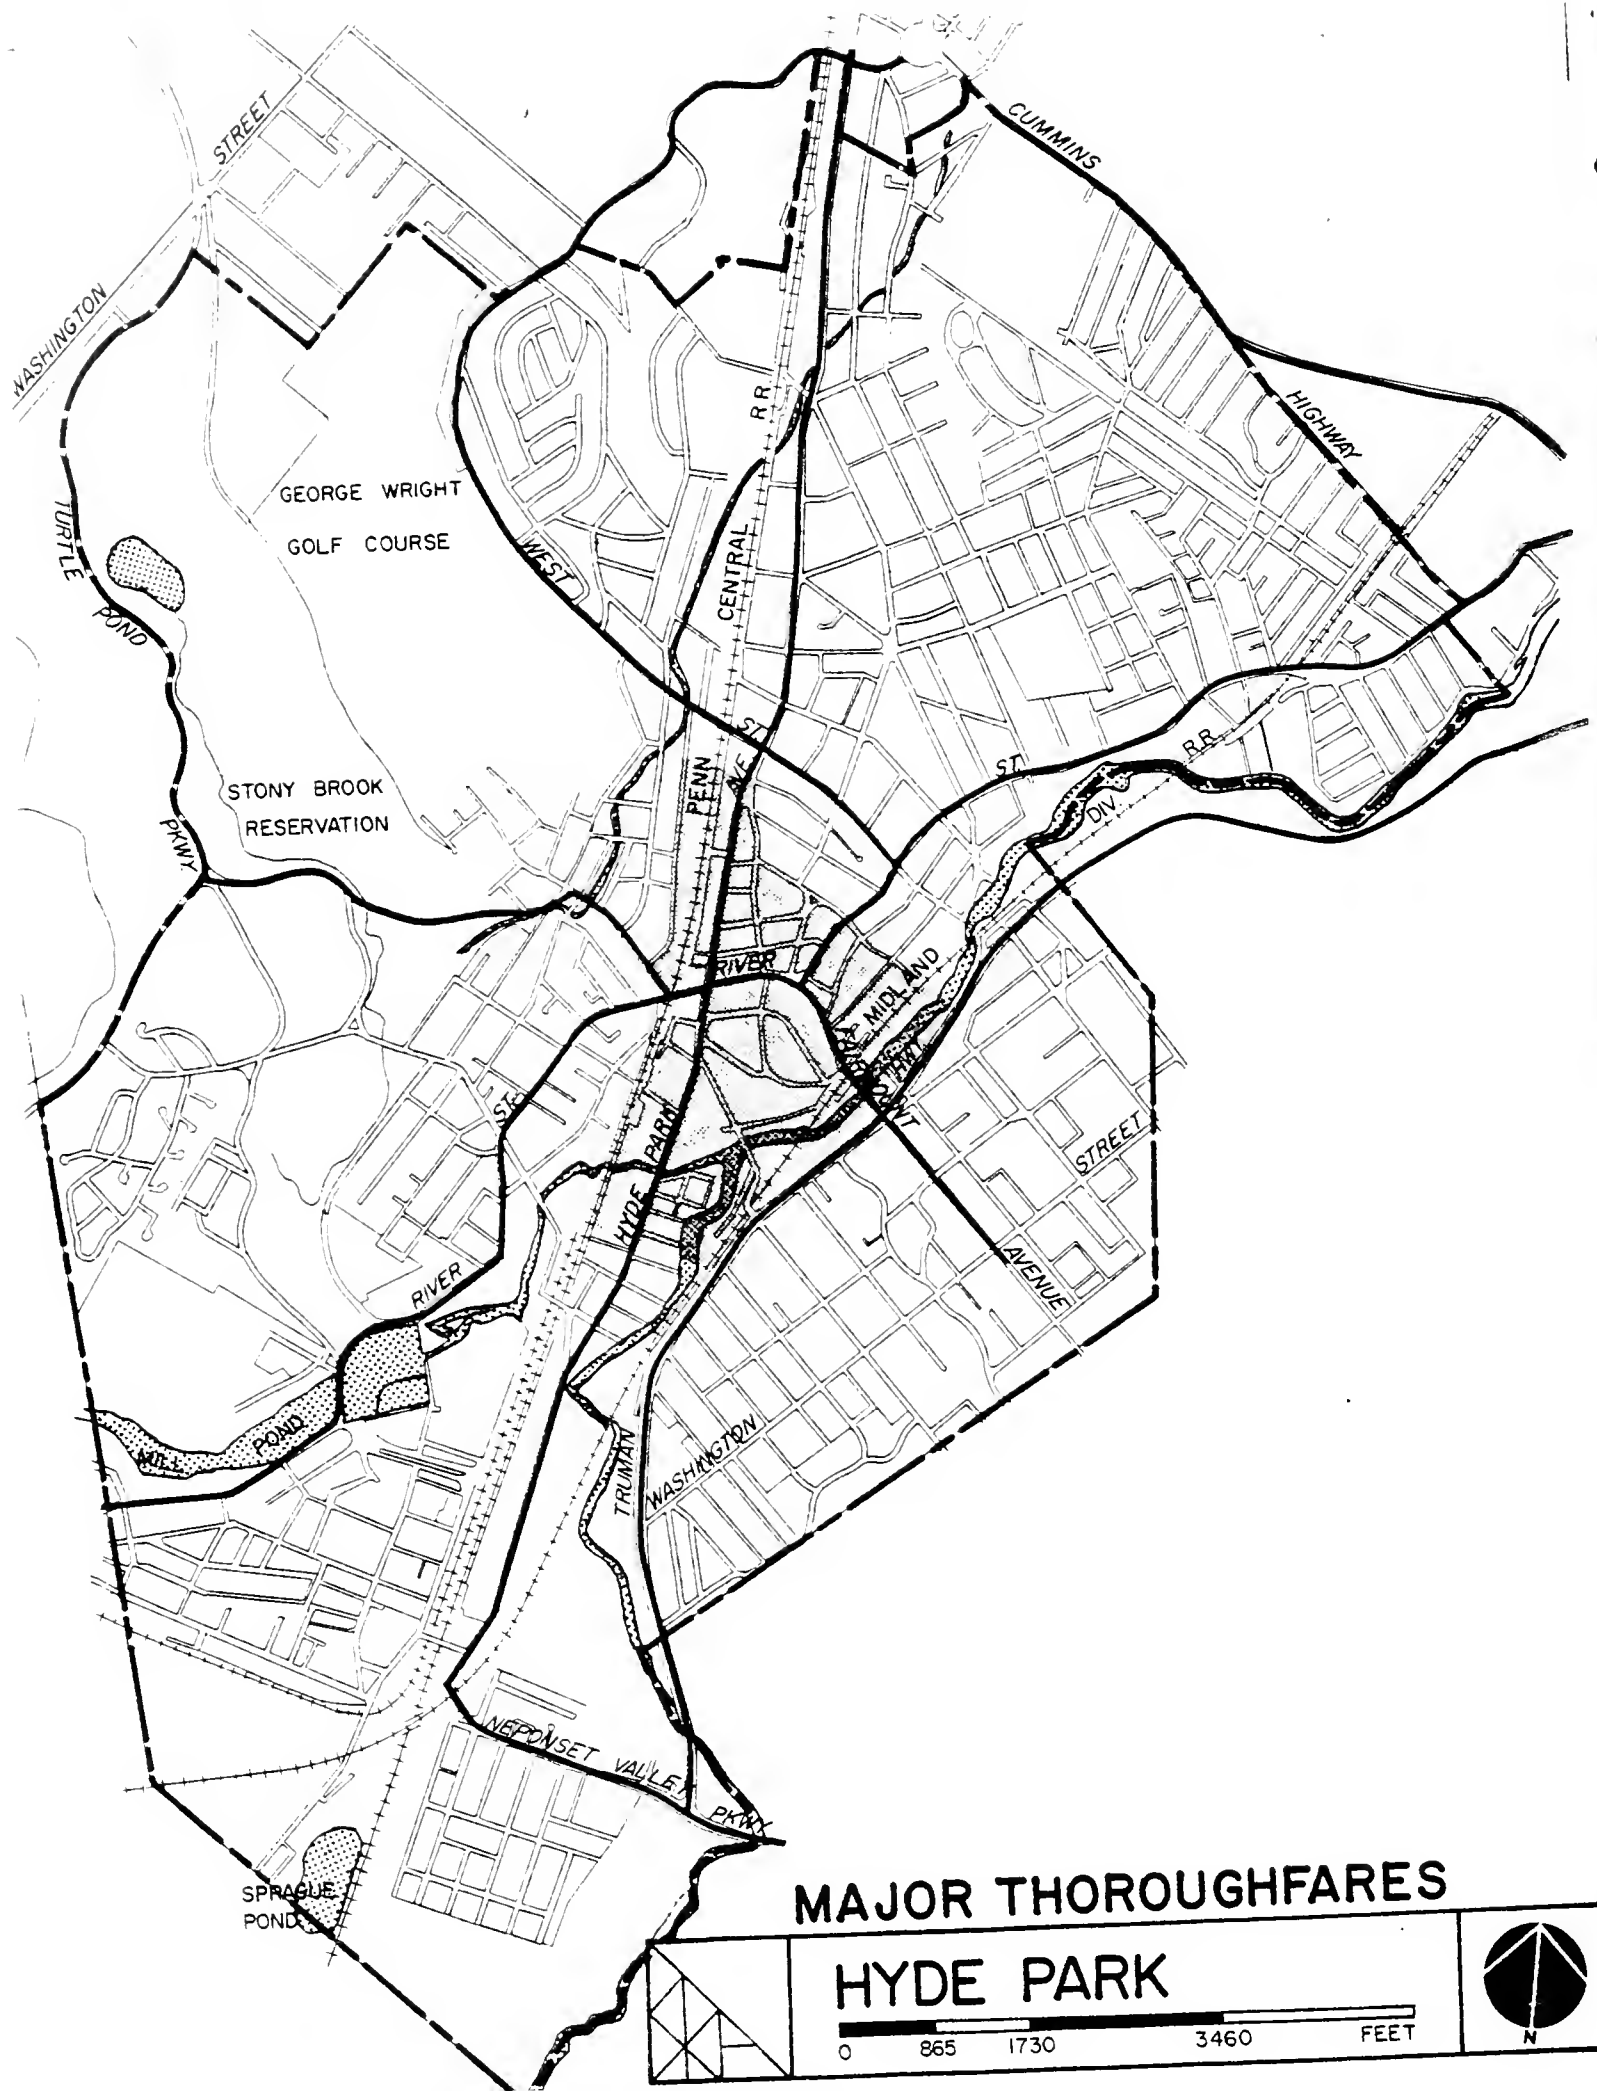 CUMMINS
STREET
WASHINGTON
R R
HIGHWAY
GEORGE WRIGHT
GOLF COURSE
TURTLE
WEST
CENTRAL
POND
ST.
R.R.
ST.
PENN
AVE.
STONY BROOK
RESERVATION
DIV.
PKWY.
RIVER
MIDLAND
ST.
PARK
HYDE
STREET
AVENUE
RIVER
POND
MILL
TRUMAN
WASHINGTON
NEPONSET VALLEY PKWY.
SPRAGUE
POND
MAJOR THOROUGHFARES
HYDE PARK
0 865 1730 3460 FEET
N